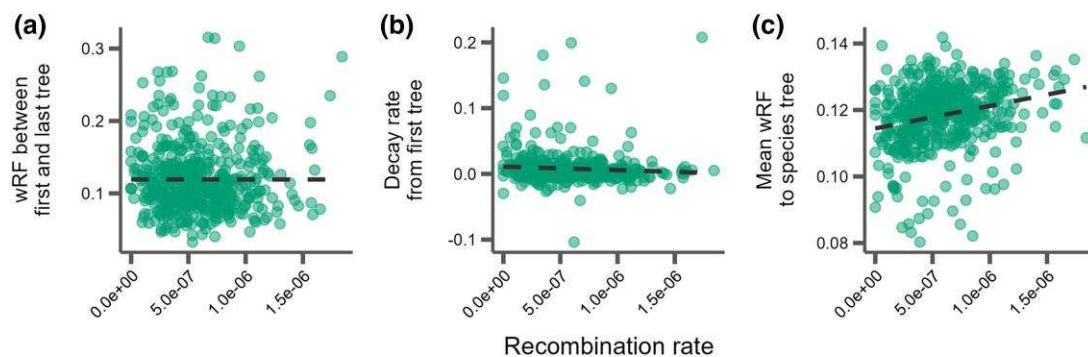 (a)
wRF between
first and last tree
0.3
0.2
0.1
0.0e+00
5.0e-07
1.0e-06
1.5e-06
(b)
Decay rate
from first tree
0.2
0.1
0.0
-0.1
0.0e+00
5.0e-07
1.0e-06
1.5e-06
(c)
Mean wRF
to species tree
0.14
0.12
0.10
0.08
0.0e+00
5.0e-07
1.0e-06
1.5e-06
Recombination rate